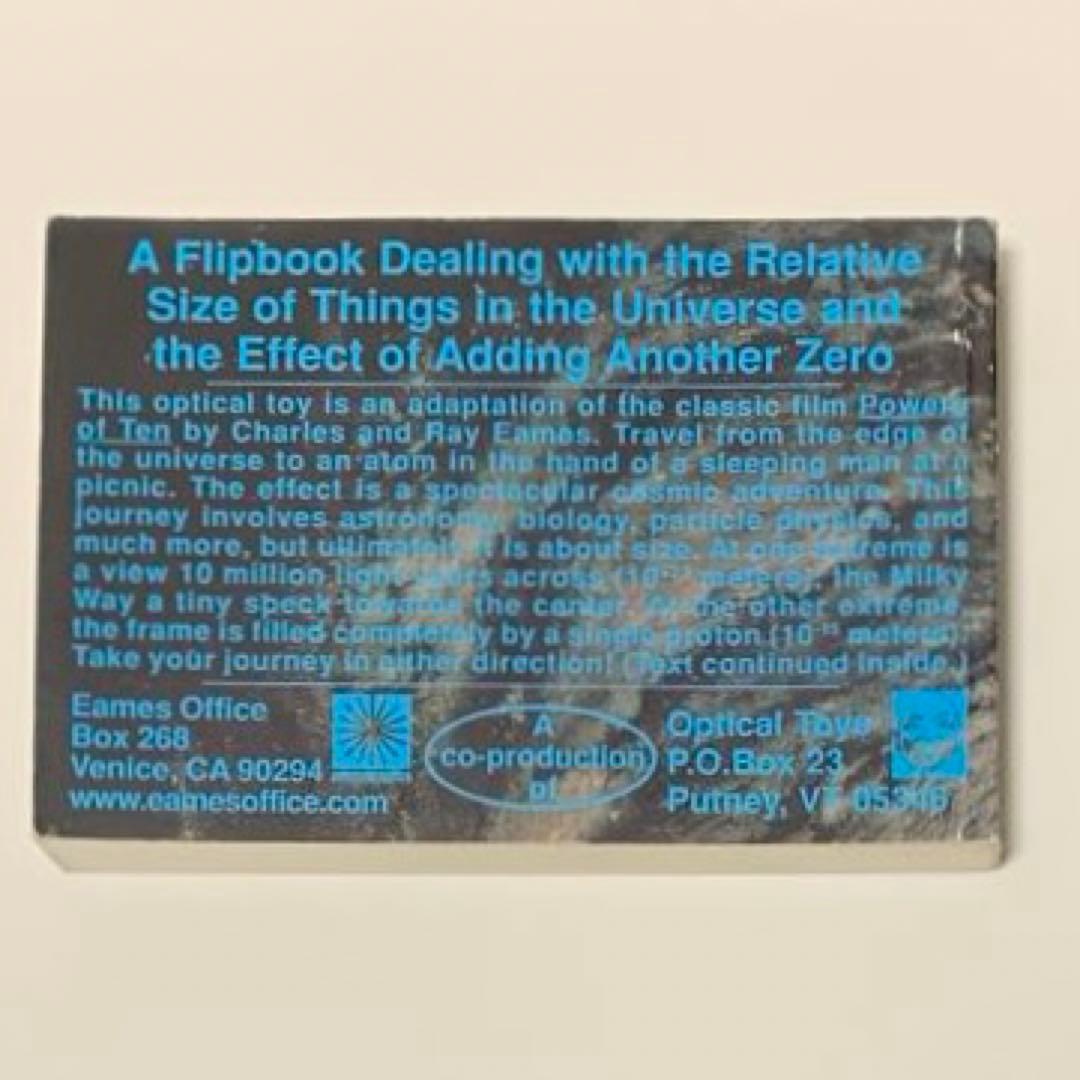 A Flipbook Dealing with the Relative
Size of Things in the Universe and
the Effect of Adding Another Zero
This optical toy is an adaptation of the classic film Powers
of Ten by Charles and Ray Eames. Travel from the edge of
the universe to an atom in the hand of a sleeping man at a
picnic. The effect is a spectacular cosmic adventure. This
journey involves astronomy, biology, particle physics, and
much more, but ultimately it is about size. At one extreme is
a view 10 million light years across (10 meters), the Milky
Way a tiny speck towards the center. At the other extreme,
the frame is filled completely by a single proton (10 meters).
Take your journey in either direction! (Text continued inside.)
Eames Office
Box 268
Venice, CA 90294
www.eamesoffice.com
A
co-production
of
Optical Toys
P.O.Box 23
Putney, VT 05346